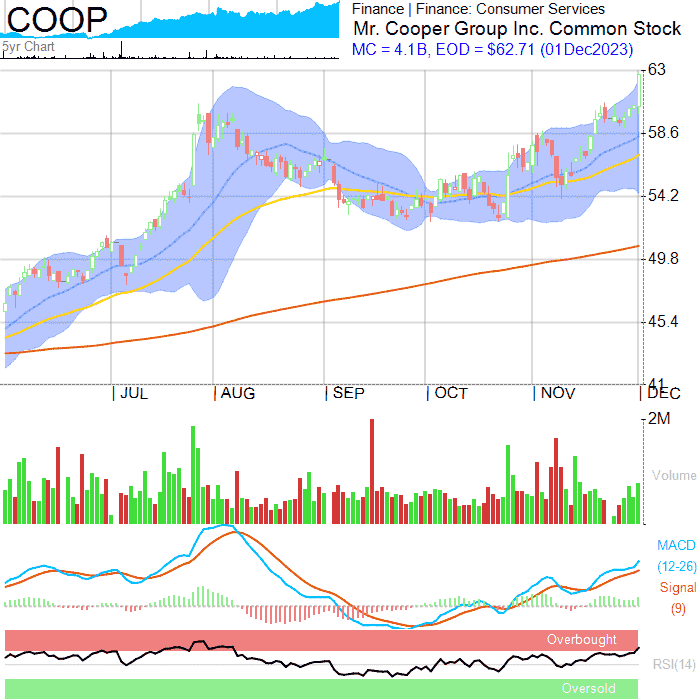 COOP
5yr Chart
Finance | Finance: Consumer Services
Mr. Cooper Group Inc. Common Stock
MC = 4.1B, EOD = $62.71 (01Dec2023)
63
58.6
54.2
49.8
45.4
41
JUL
AUG
SEP
OCT
NOV
DEC
2M
Volume
MACD
(12-26)
Signal
(9)
Overbought
RSI(14)
Oversold